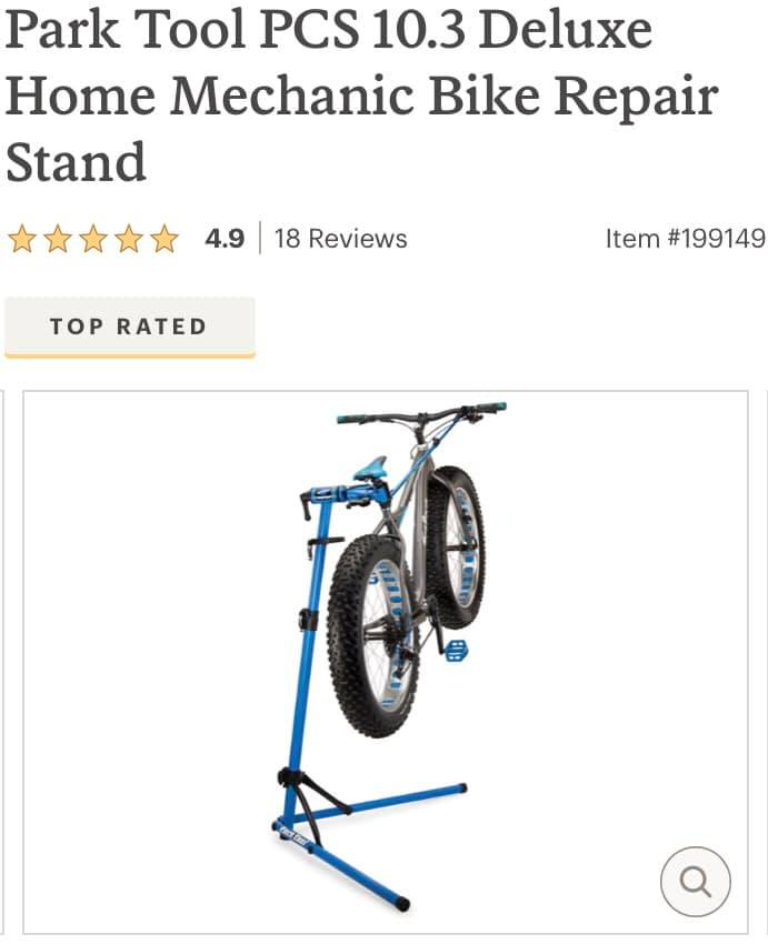 Park Tool PCS 10.3 Deluxe
Home Mechanic Bike Repair
Stand
4.9 | 18 Reviews
Item #199149
TOP RATED
Park Tool